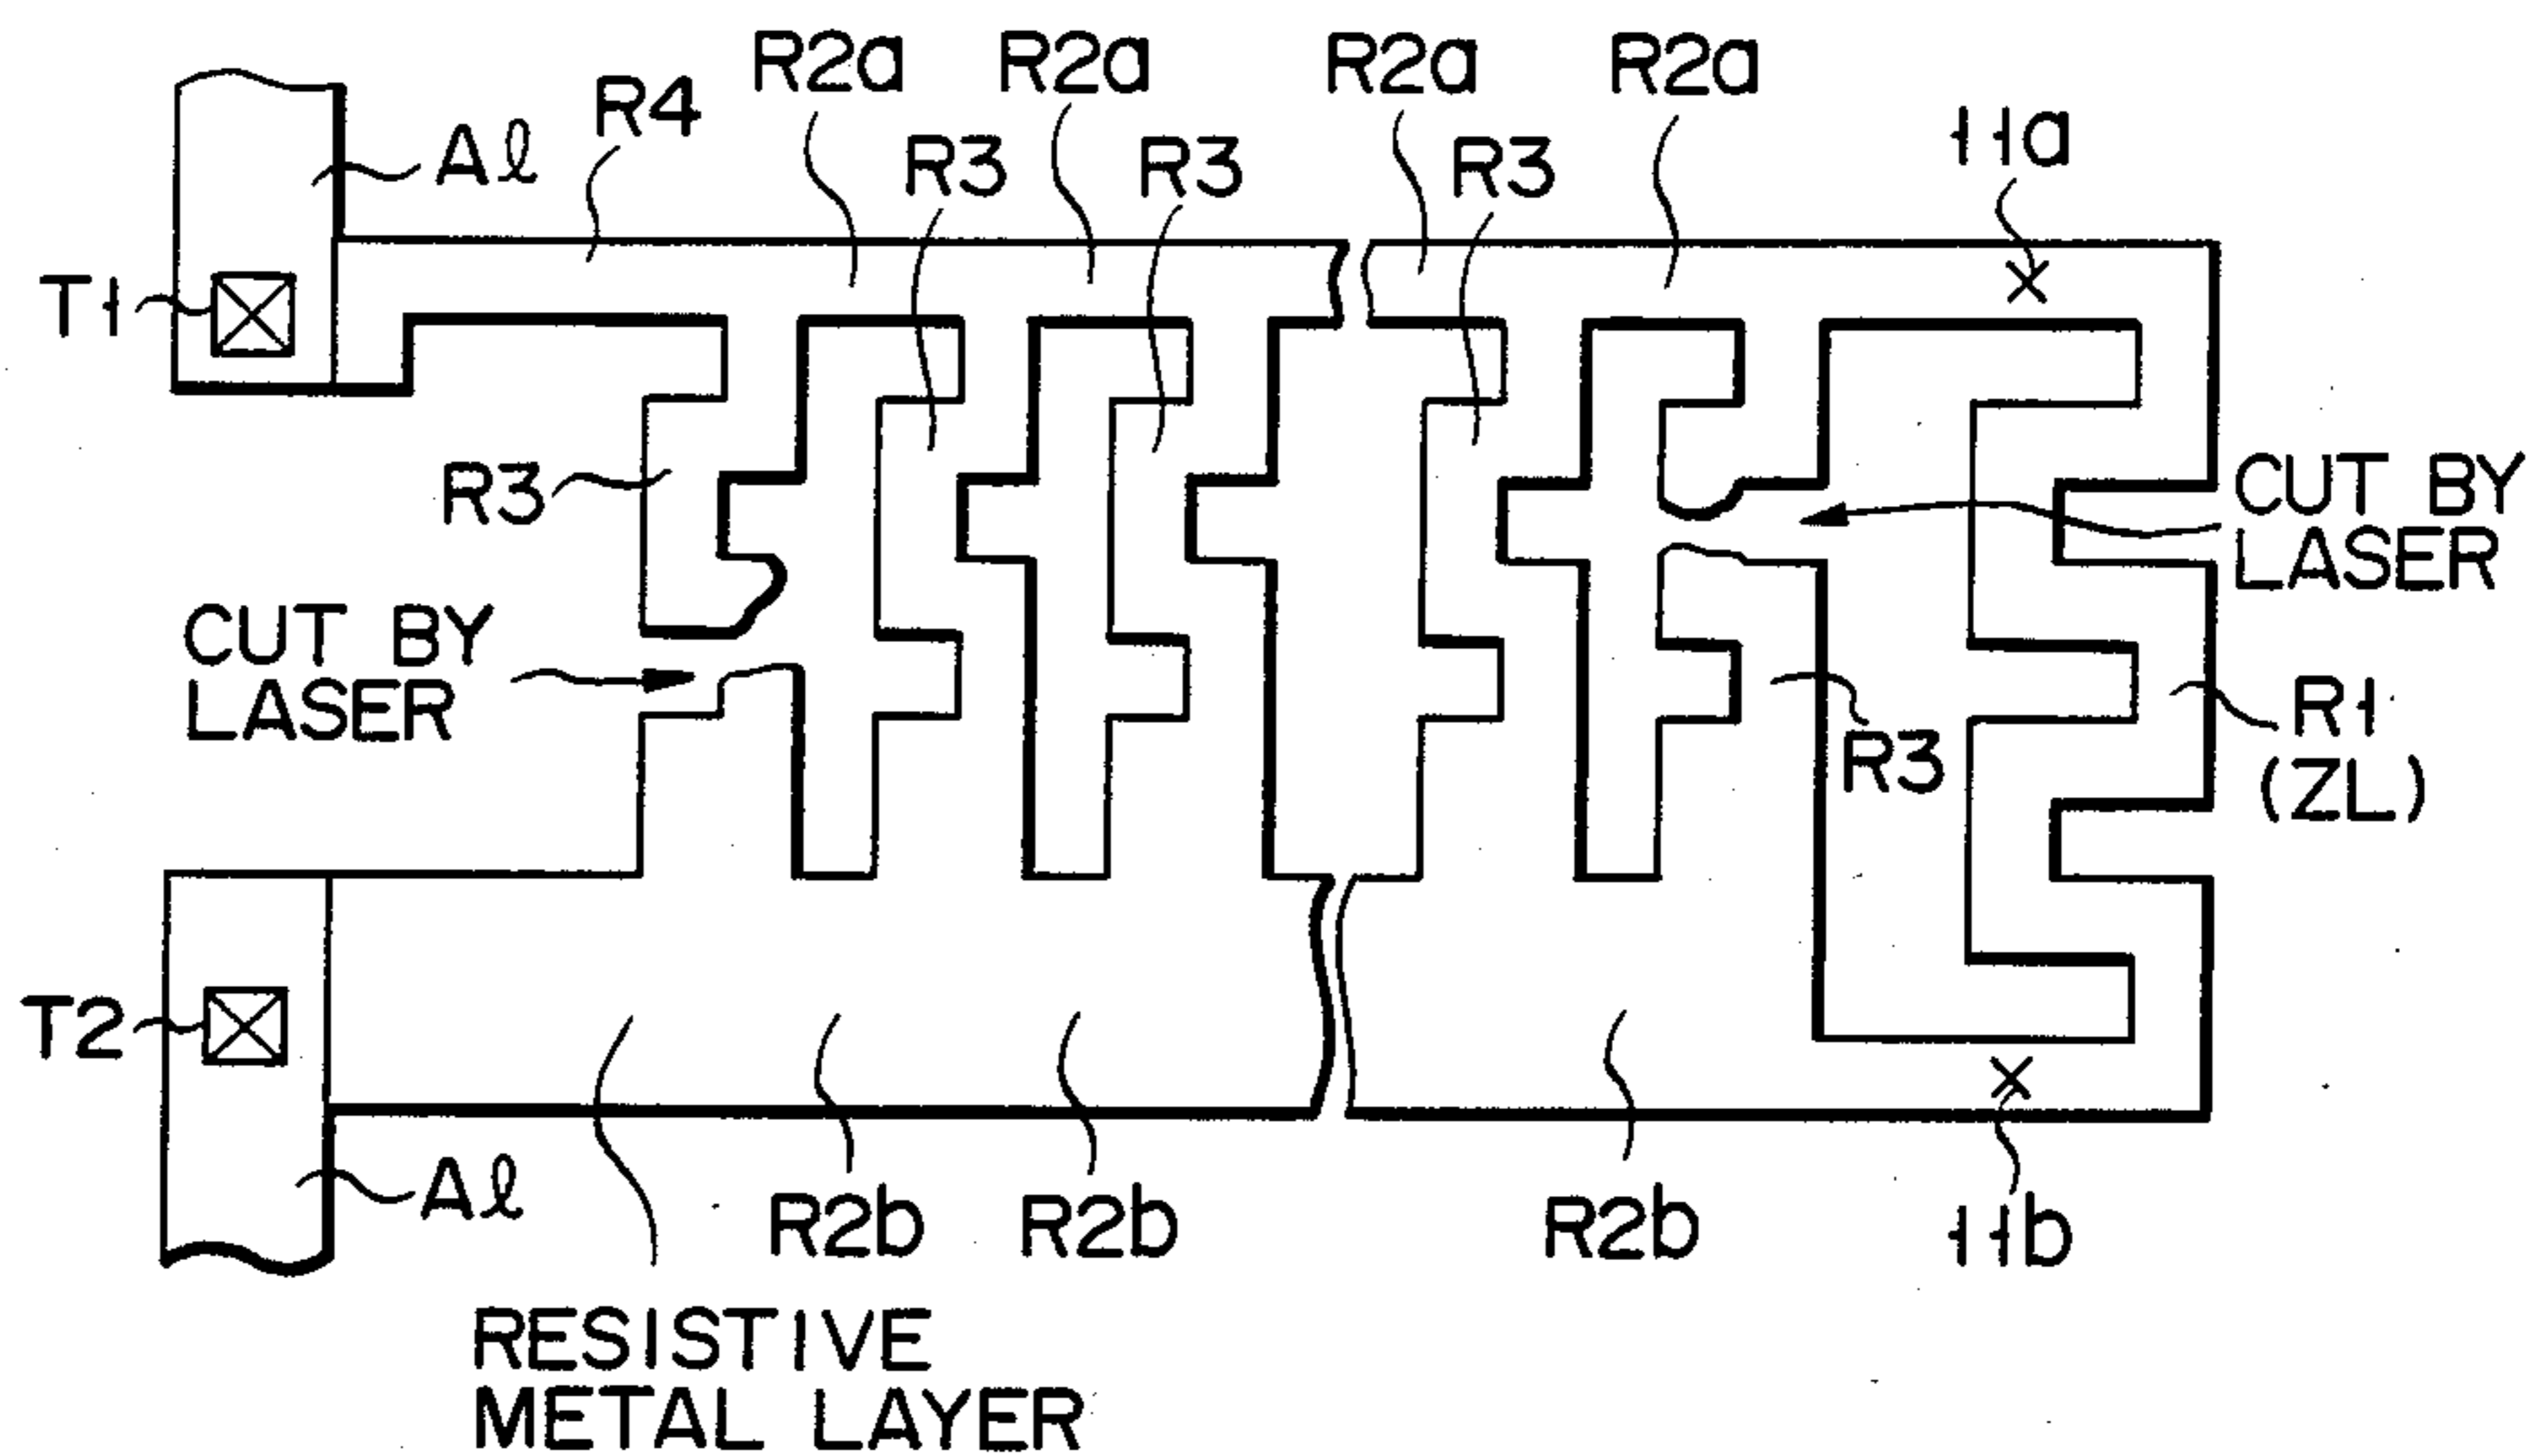 R2a R2a R2a R2a
R4
Aℓ
R3 R3 R3
11a
T1
R3
CUT BY
LASER
CUT BY
LASER
R1
(ZL)
R3
T2
Aℓ
R2b R2b R2b
11b
RESISTIVE
METAL LAYER